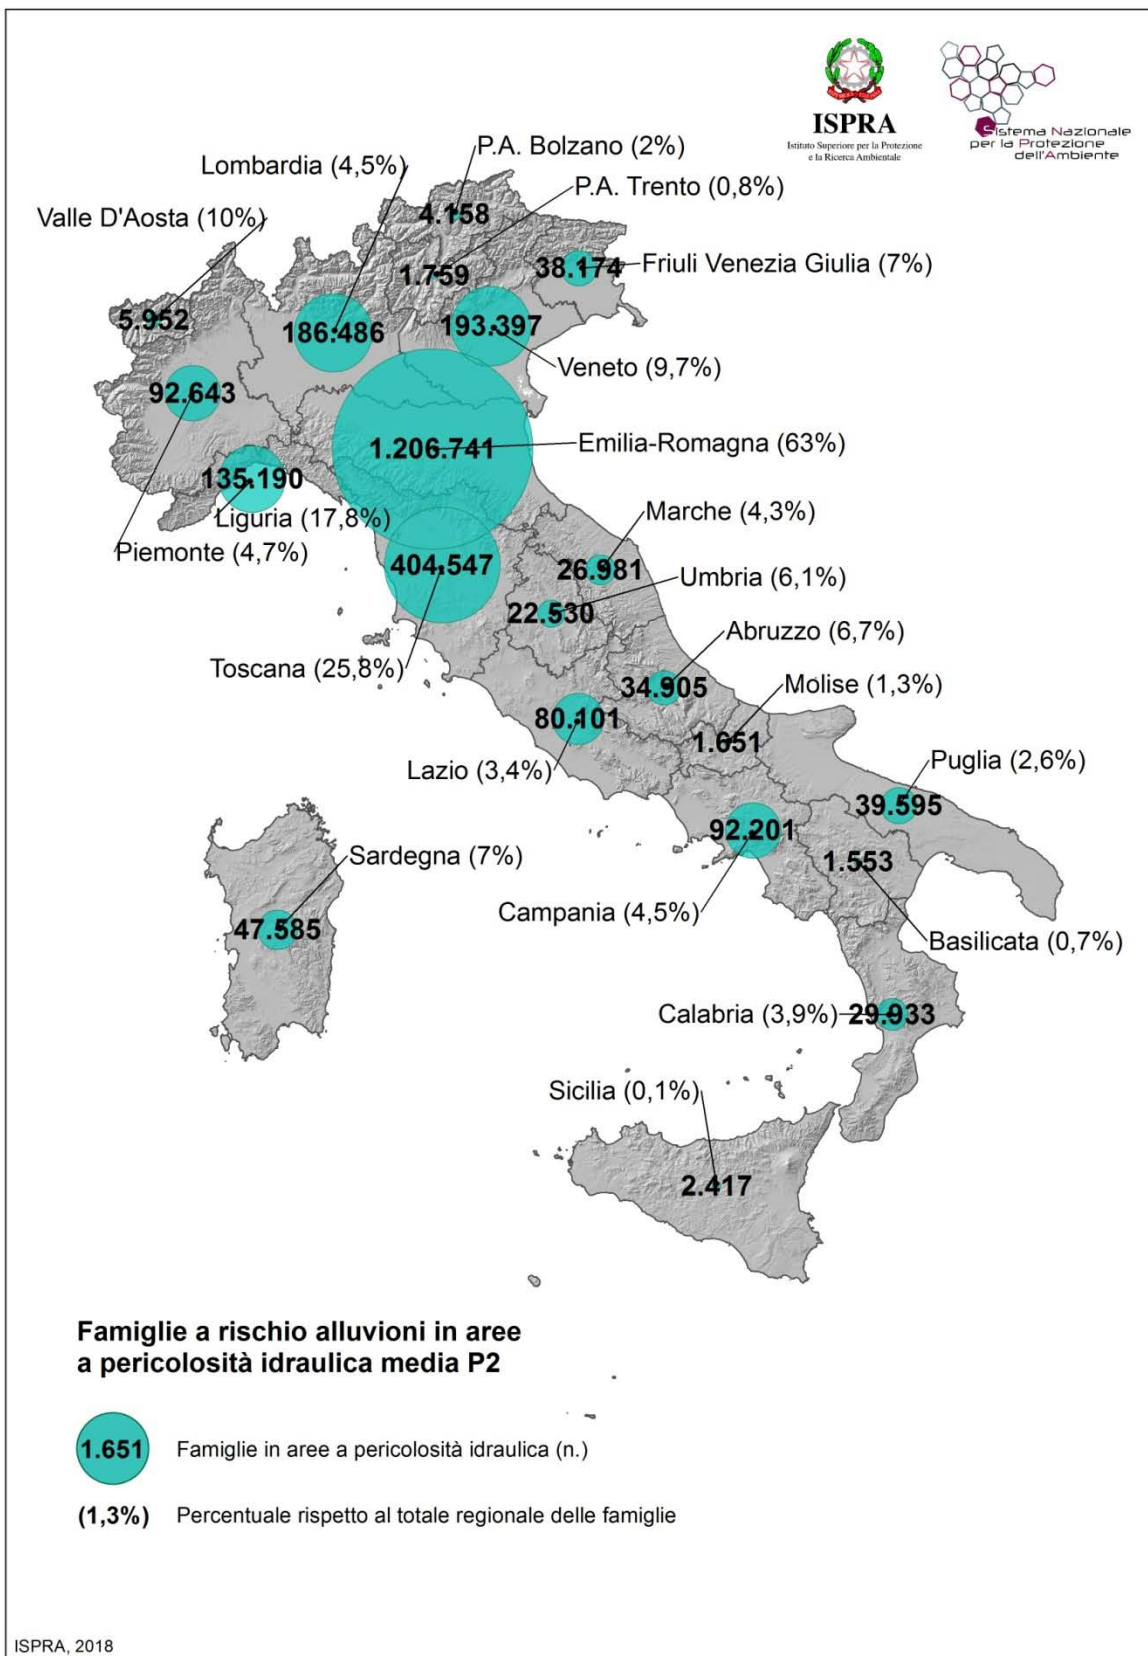 ISPRA
Istituto Superiore per la Protezione
e la Ricerca Ambientale
Sistema Nazionale
per la Protezione
dell'Ambiente
P.A. Bolzano (2%)
Lombardia (4,5%)
P.A. Trento (0,8%)
Valle D'Aosta (10%)
4.158
38.174
Friuli Venezia Giulia (7%)
1.759
5.952
186.486
193.397
Veneto (9,7%)
92.643
1.206.741
Emilia-Romagna (63%)
135.190
Liguria (17,8%)
Piemonte (4,7%)
Marche (4,3%)
404.547
26.981
Umbria (6,1%)
22.530
Abruzzo (6,7%)
Toscana (25,8%)
34.905
Molise (1,3%)
80.101
1.651
Lazio (3,4%)
Puglia (2,6%)
39.595
92.201
Sardegna (7%)
1.553
Campania (4,5%)
47.585
Basilicata (0,7%)
Calabria (3,9%)
29.933
Sicilia (0,1%)
2.417
Famiglie a rischio alluvioni in aree
a pericolosità idraulica media P2
1.651 Famiglie in aree a pericolosità idraulica (n.)
(1,3%) Percentuale rispetto al totale regionale delle famiglie
ISPRA, 2018